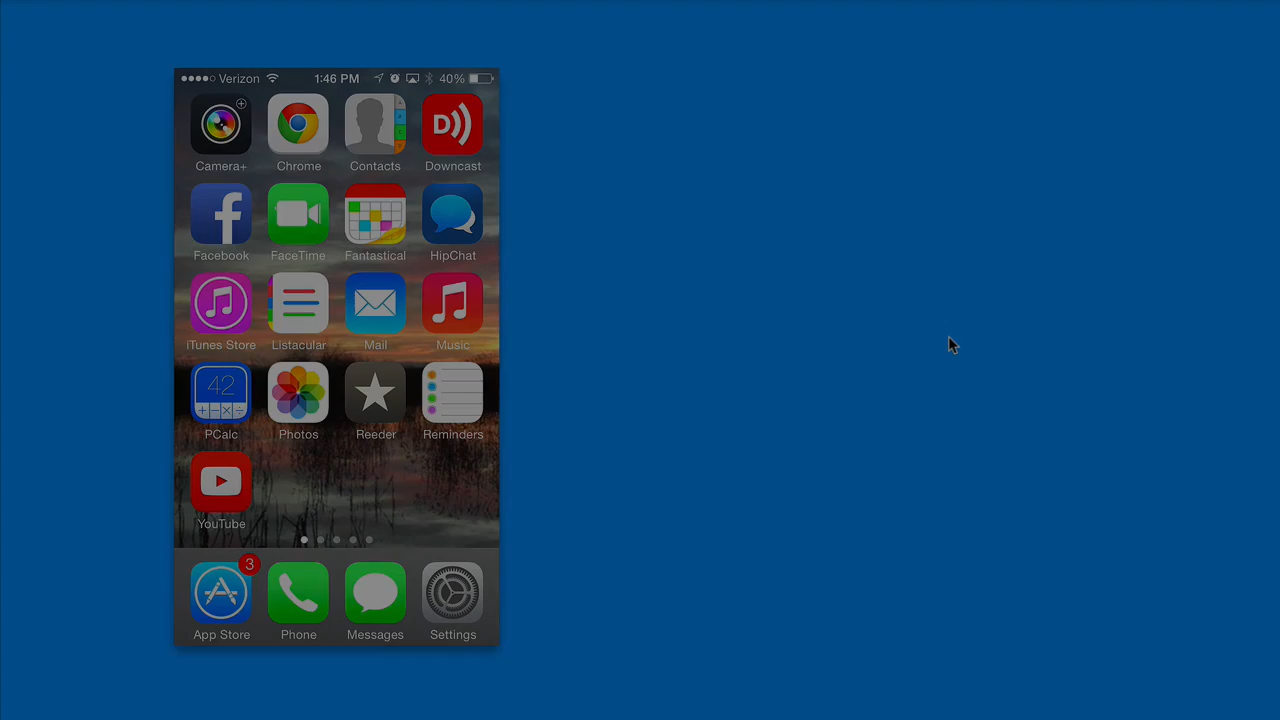 Verizon 1:46 PM 40%
Camera+ Chrome Contacts Downcast
Facebook FaceTime Fantastical HipChat
iTunes Store Listacular Mail Music
42
PCalc Photos Reeder Reminders
YouTube
3
App Store Phone Messages Settings